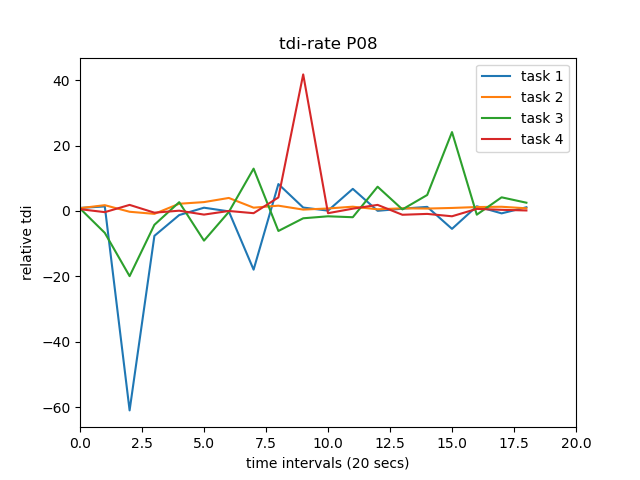 tdi-rate P08
task 1
task 2
task 3
task 4
relative tdi
40
20
0
−20
−40
−60
0.0 2.5 5.0 7.5 10.0 12.5 15.0 17.5 20.0
time intervals (20 secs)